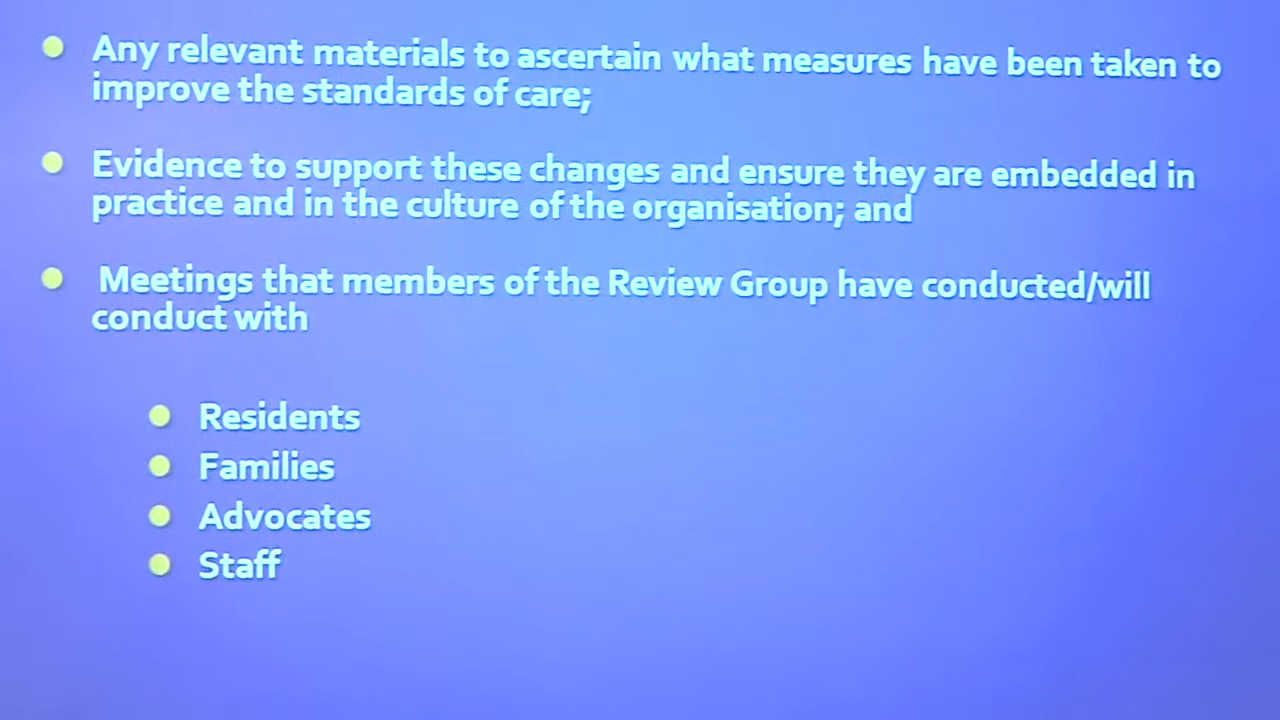 Any relevant materials to ascertain what measures have been taken to
improve the standards of care;
Evidence to support these changes and ensure they are embedded in
practice and in the culture of the organisation; and
Meetings that members of the Review Group have conducted/will
conduct with
Residents
Families
Advocates
Staff